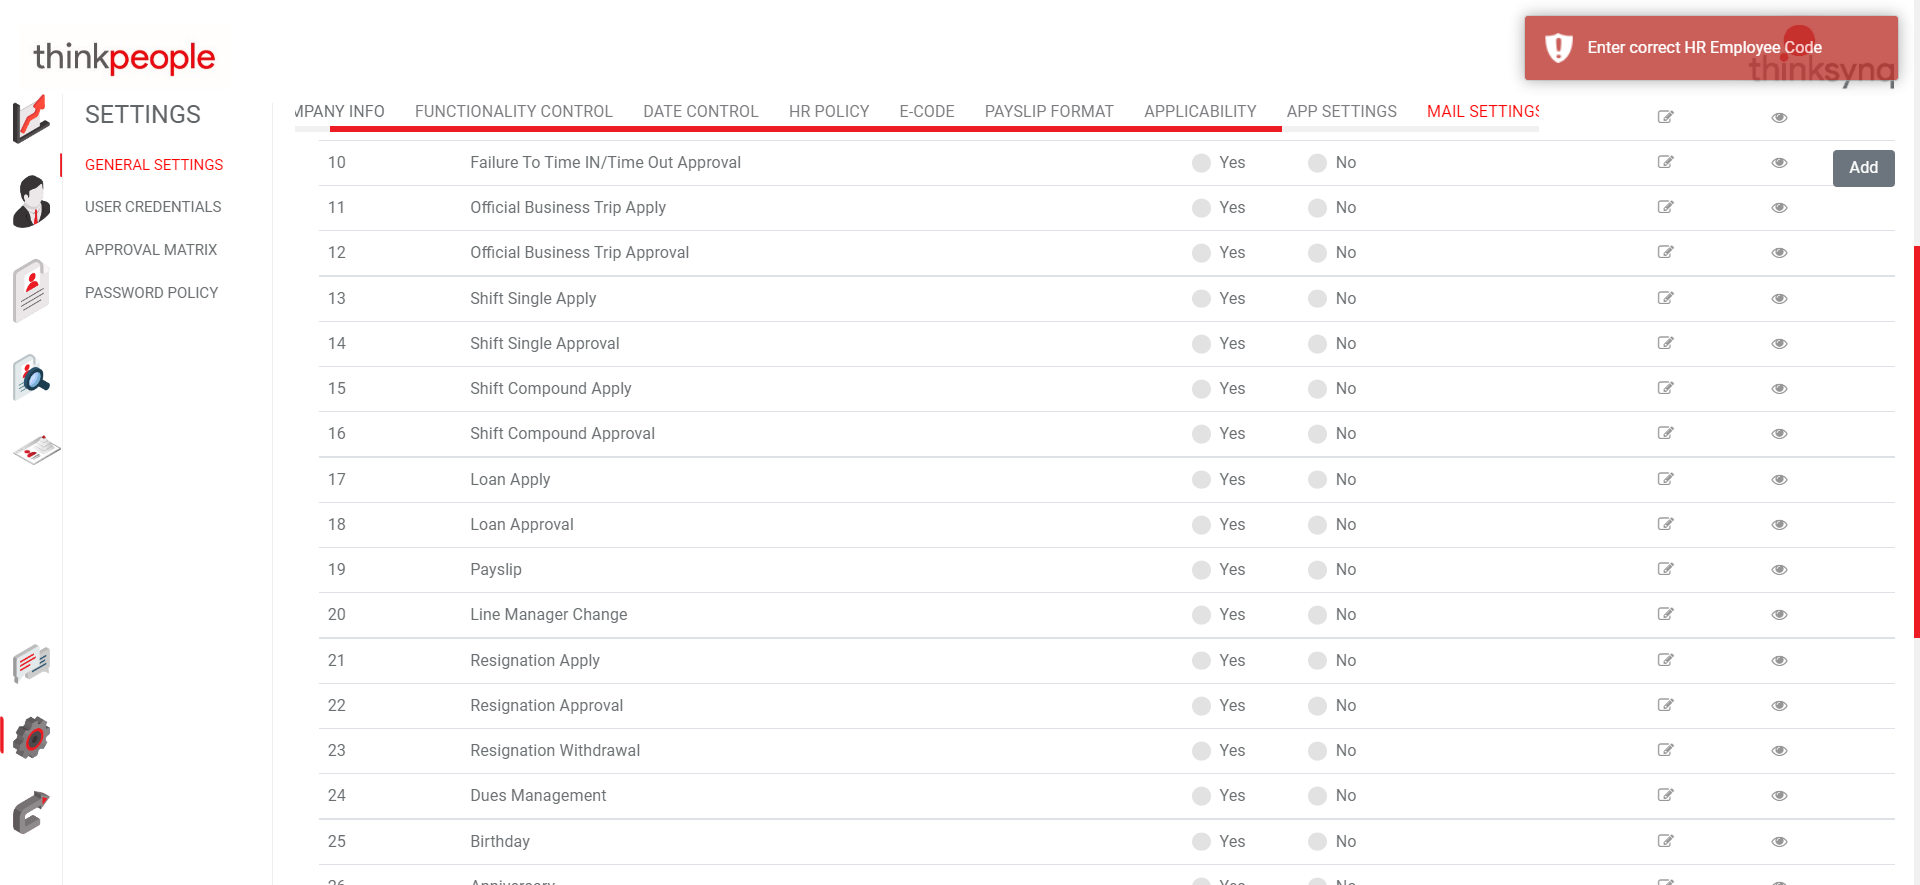 thinkpeople
Enter correct HR Employee Code
thinksynq
SETTINGS
GENERAL SETTINGS
USER CREDENTIALS
APPROVAL MATRIX
PASSWORD POLICY
MPANY INFO FUNCTIONALITY CONTROL DATE CONTROL HR POLICY E-CODE PAYSLIP FORMAT APPLICABILITY APP SETTINGS MAIL SETTINGS
Add
10 Failure To Time IN/Time Out Approval Yes No
11 Official Business Trip Apply Yes No
12 Official Business Trip Approval Yes No
13 Shift Single Apply Yes No
14 Shift Single Approval Yes No
15 Shift Compound Apply Yes No
16 Shift Compound Approval Yes No
17 Loan Apply Yes No
18 Loan Approval Yes No
19 Payslip Yes No
20 Line Manager Change Yes No
21 Resignation Apply Yes No
22 Resignation Approval Yes No
23 Resignation Withdrawal Yes No
24 Dues Management Yes No
25 Birthday Yes No
26 Anniversary Yes No